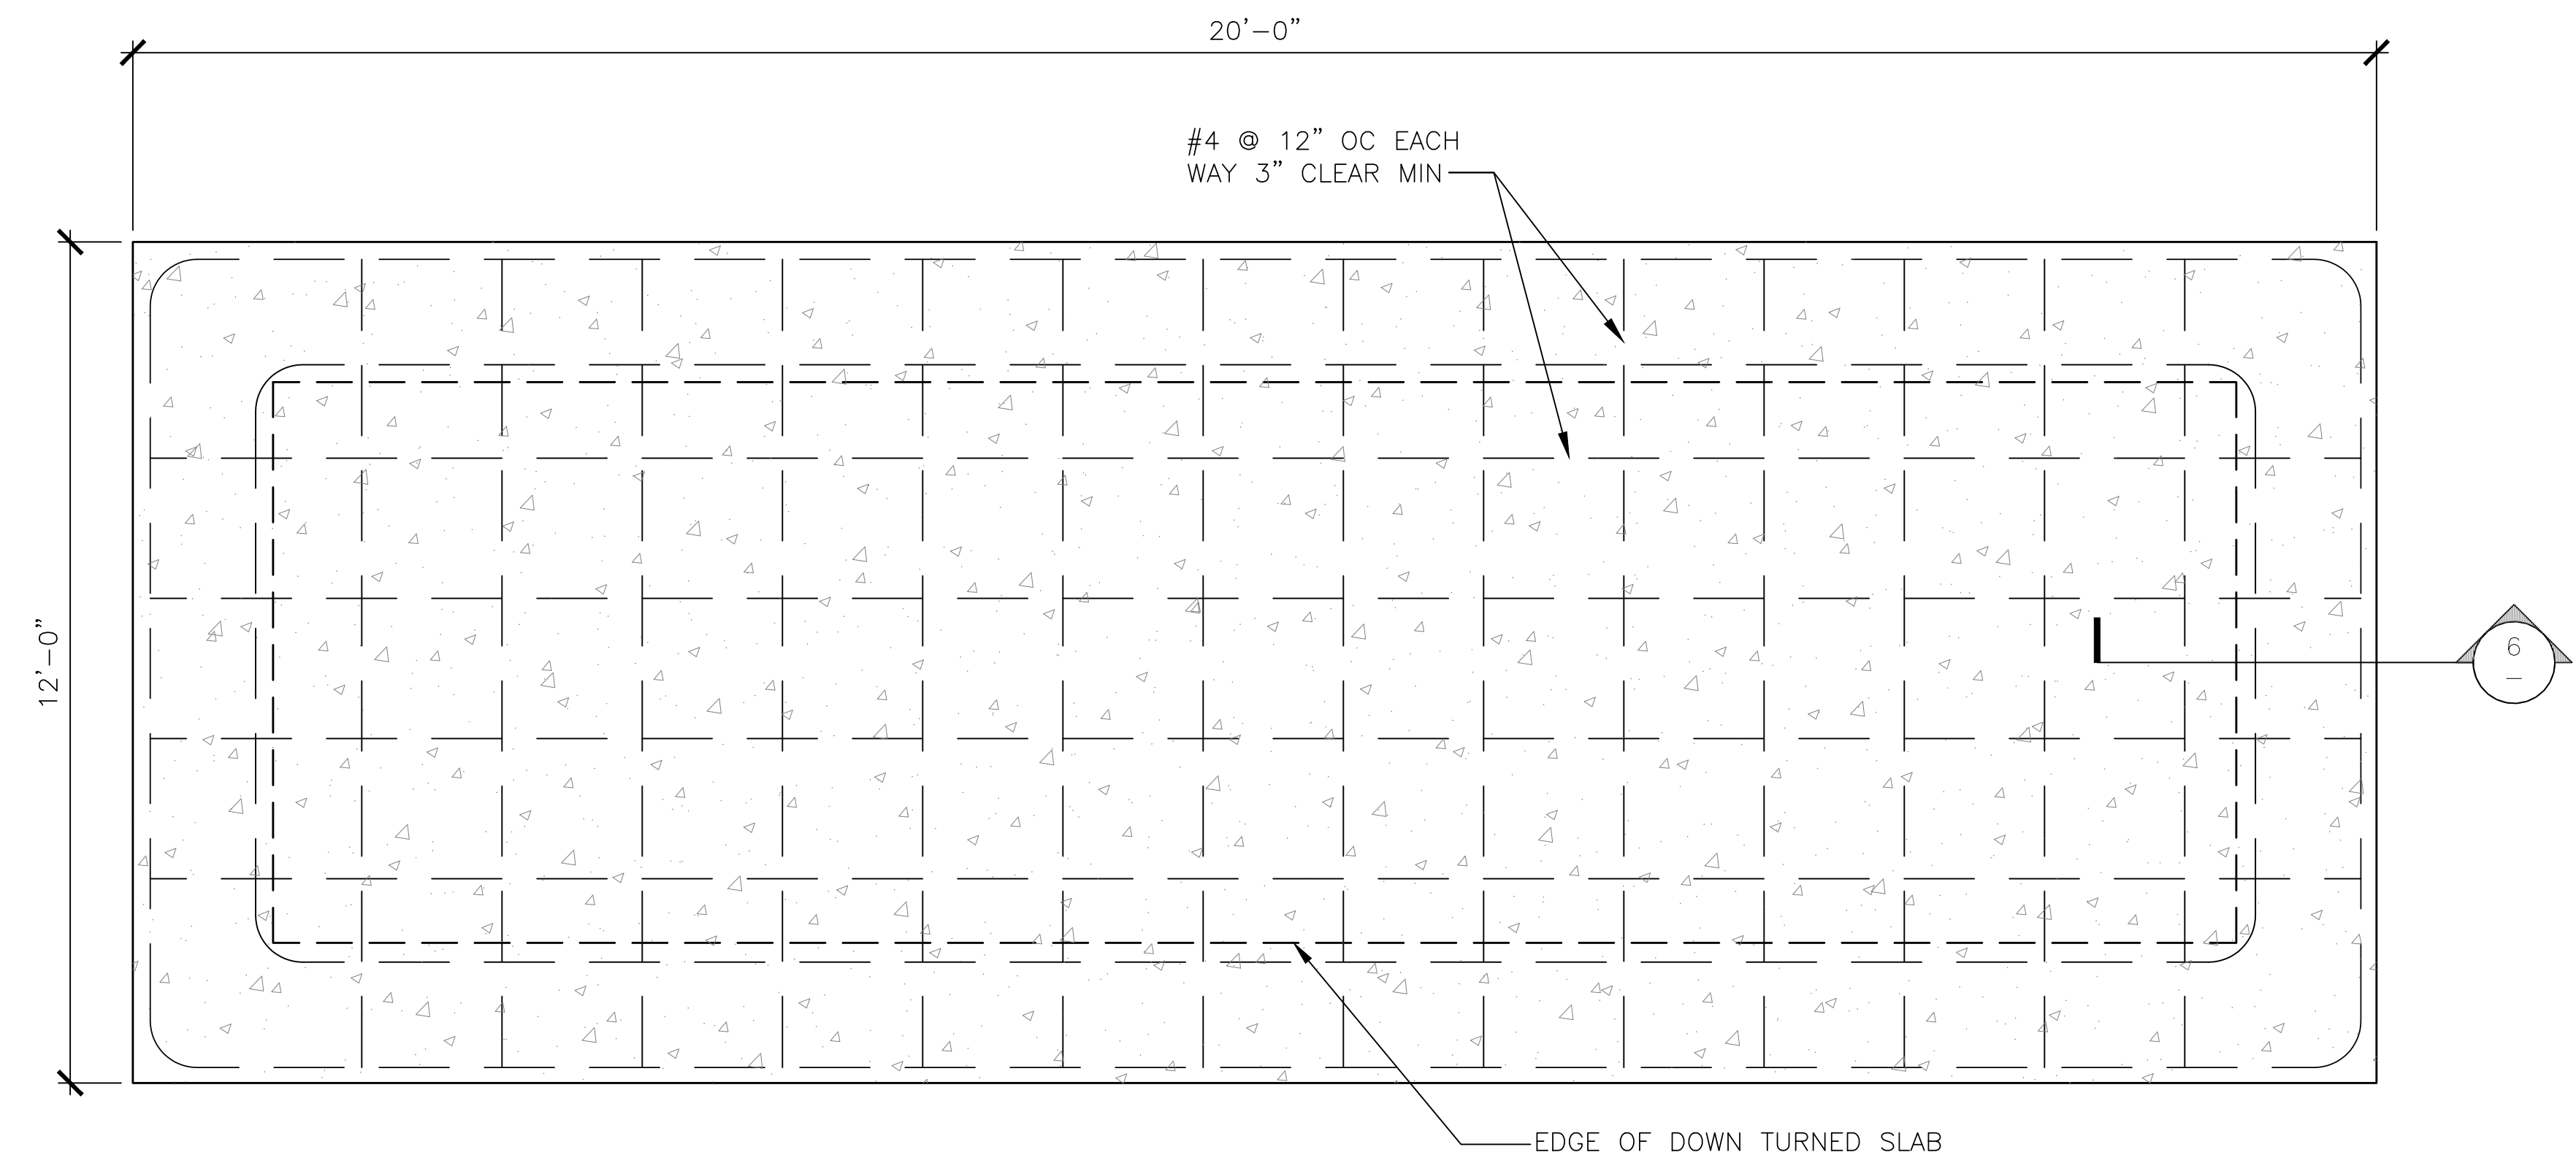 20'-0"
#4 @ 12" OC EACH
WAY 3" CLEAR MIN
12'-0"
6
–
EDGE OF DOWN TURNED SLAB